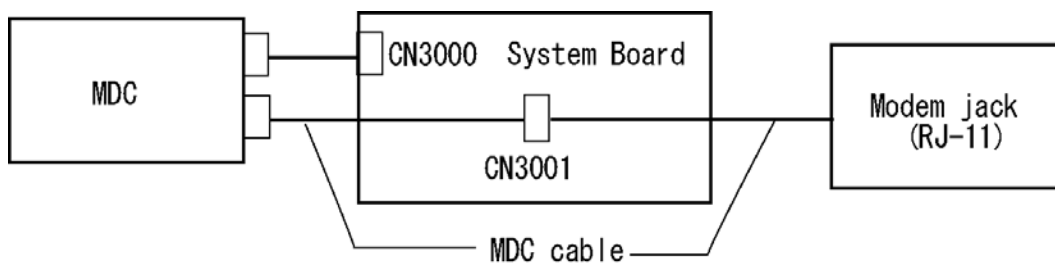 MDC
CN3000
System Board
CN3001
Modem jack
(RJ-11)
MDC cable